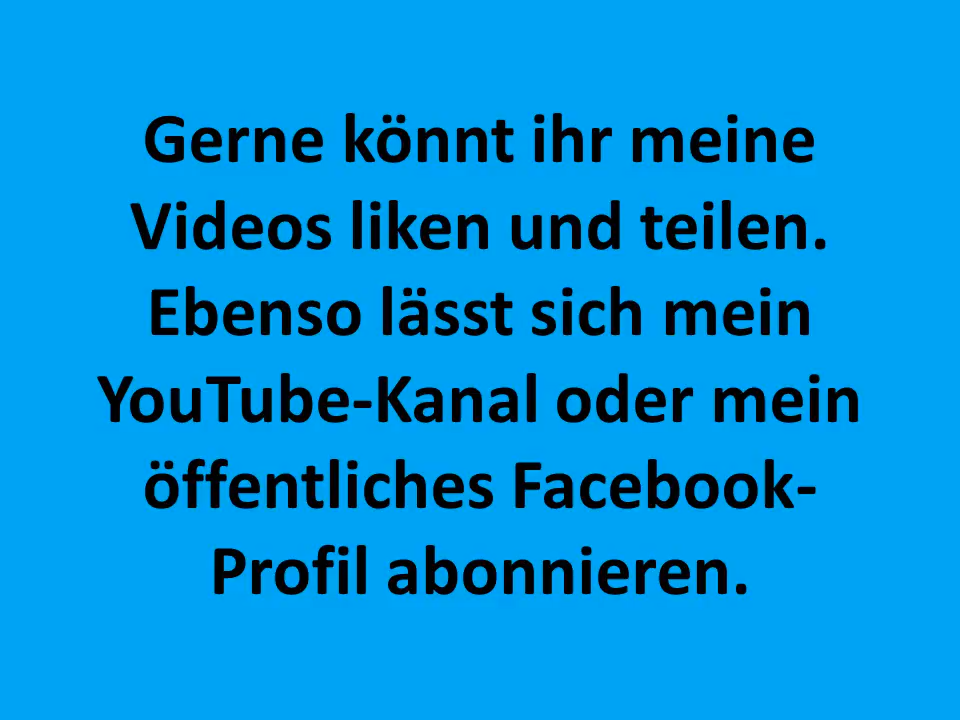 Gerne könnt ihr meine
Videos liken und teilen.
Ebenso lässt sich mein
YouTube-Kanal oder mein
öffentliches Facebook-
Profil abonnieren.